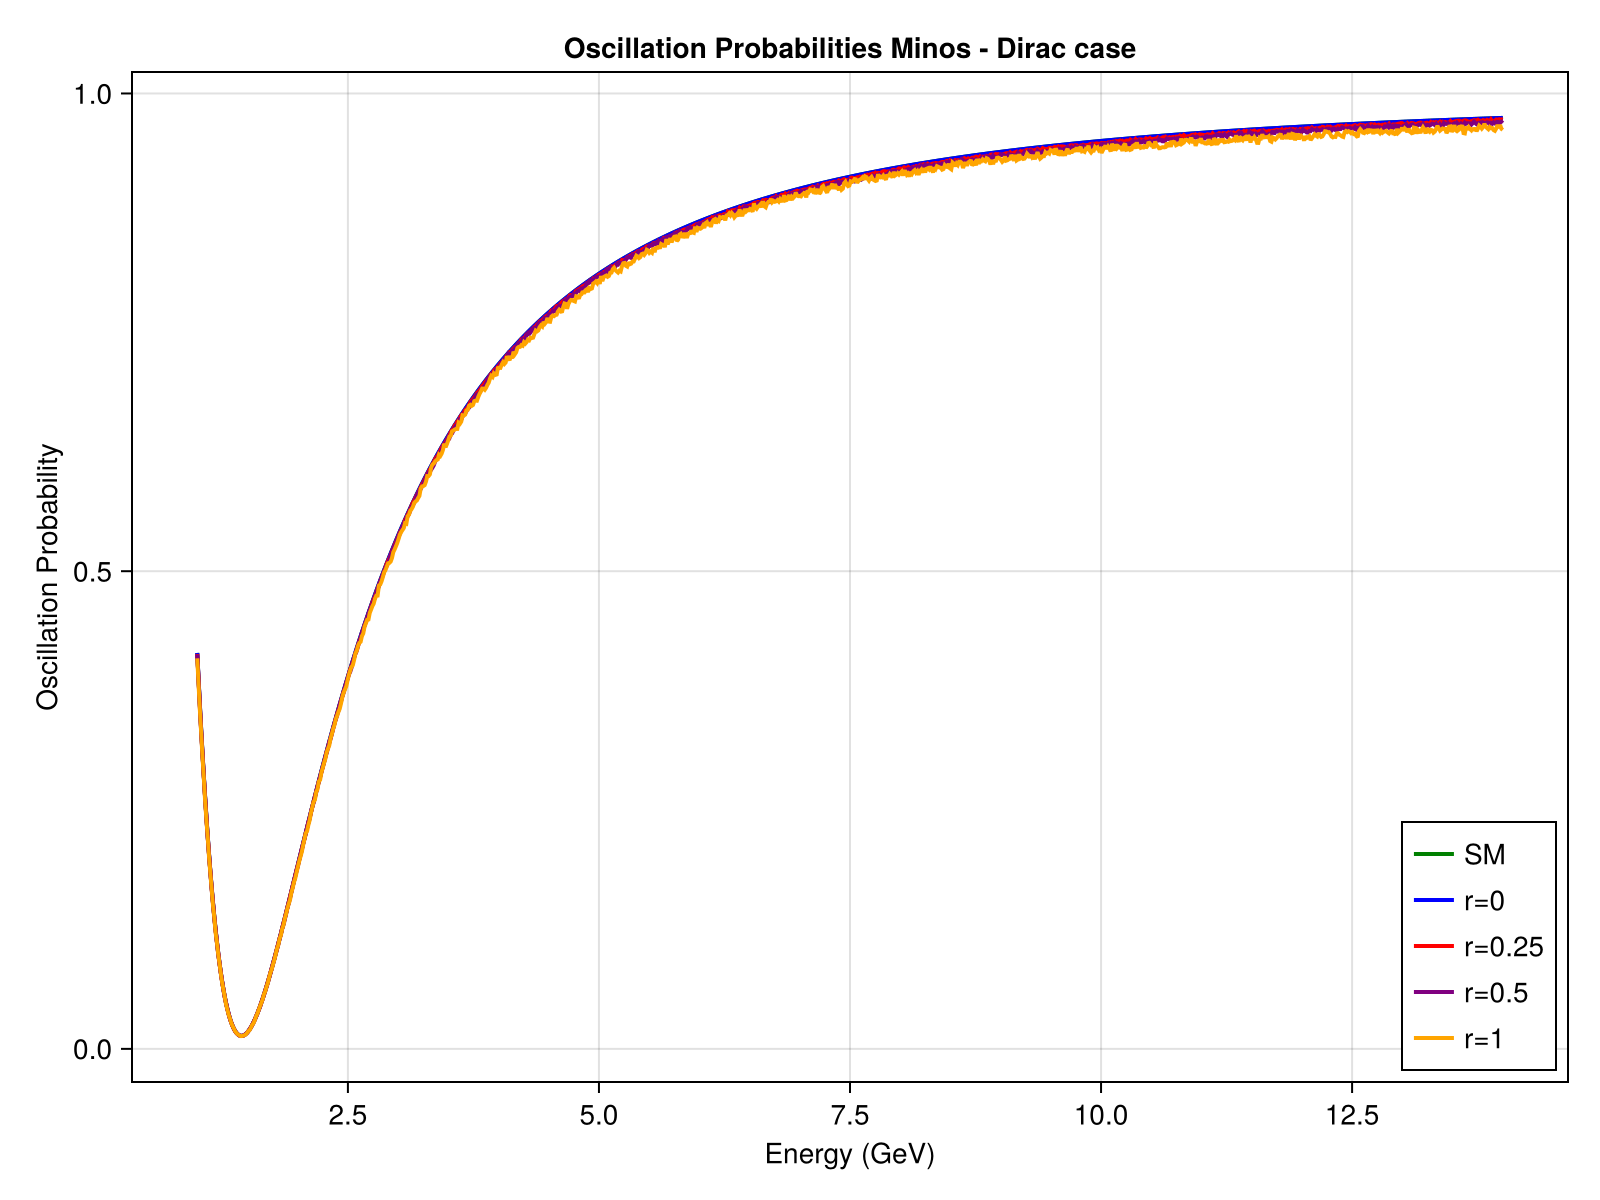 Oscillation Probabilities Minos - Dirac case
Oscillation Probability
1.0
0.5
0.0
2.5 5.0 7.5 10.0 12.5
Energy (GeV)
SM
r=0
r=0.25
r=0.5
r=1